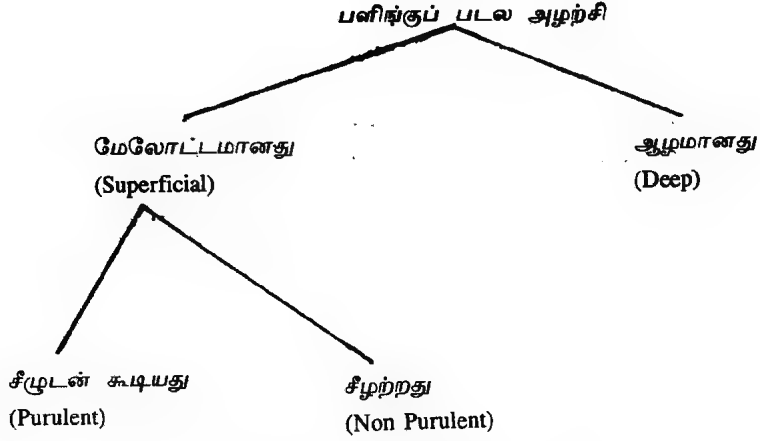 பளிங்குப் படல அழற்சி
மேலோட்டமானது
(Superficial)
ஆழமானது
(Deep)
சீழுடன் கூடியது
(Purulent)
சீழற்றது
(Non Purulent)